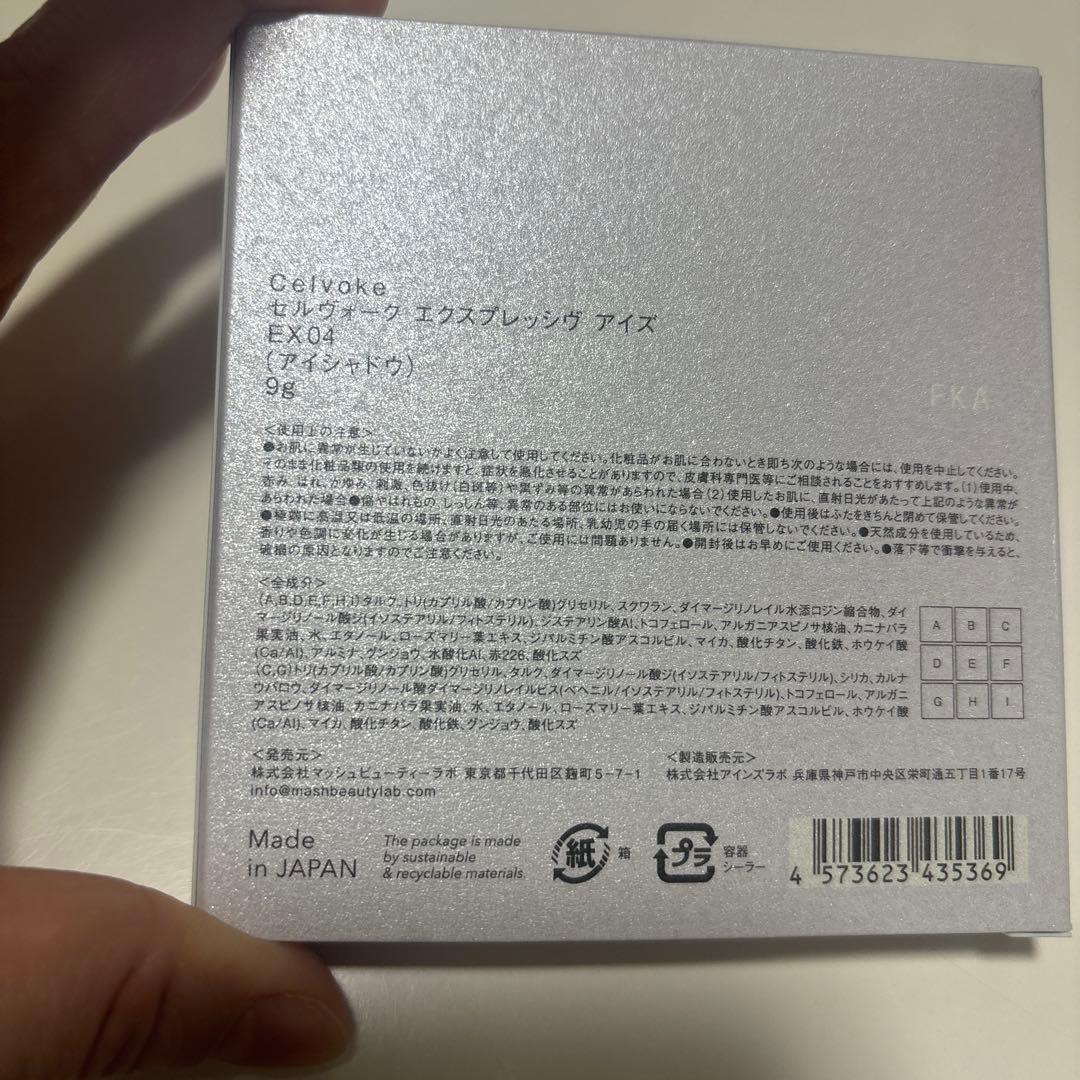 Celvoke
セルヴォーク エクスプレッシヴ アイズ
EX04
(アイシャドウ)
9g
FKA
<使用上の注意>
●お肌に異常が生じていないかよく注意して使用してください。化粧品がお肌に合わないとき即ち次のような場合には、使用を中止してください。
そのまま化粧品類の使用を続けますと、症状を悪化させることがありますので、皮膚科専門医等にご相談されることをおすすめします。(1)使用中、
赤み、はれ、かゆみ、刺激、色抜け(白斑等)や黒ずみ等の異常があらわれた場合(2)使用したお肌に、直射日光があたって上記のような異常が
あらわれた場合●傷やはれもの、しっしん等、異常のある部位にはお使いにならないでください。●使用後はふたをきちんと閉めて保管してください。
●極端に高温又は低温の場所、直射日光のあたる場所、乳幼児の手の届く場所には保管しないでください。●天然成分を使用しているため、
香りや色調に変化が生じる場合がありますが、ご使用には問題ありません。●開封後はお早めにご使用ください。●落下等で衝撃を与えると、
破損の原因となりますのでご注意ください。
<全成分>
(A,B,D,E,F,H,I)タルク、トリ(カプリル酸/カプリン酸)グリセリル、スクワラン、ダイマージリノレイル水添ロジン縮合物、ダイ
マージリノール酸ジ(イソステアリル/フィトステリル)、ジステアリン酸Al、トコフェロール、アルガニアスピノサ核油、カニナバラ
果実油、水、エタノール、ローズマリー葉エキス、ジパルミチン酸アスコルビル、マイカ、酸化チタン、酸化鉄、ホウケイ酸
(Ca/Al)、アルミナ、グンジョウ、水酸化Al、赤226、酸化スズ
(C,G)トリ(カプリル酸/カプリン酸)グリセリル、タルク、ダイマージリノール酸ジ(イソステアリル/フィトステリル)、シリカ、カルナ
ウバロウ、ダイマージリノール酸ダイマージリノレイルビス(ベヘニル/イソステアリル/フィトステリル)、トコフェロール、アルガニ
アスピノサ核油、カニナバラ果実油、水、エタノール、ローズマリー葉エキス、ジパルミチン酸アスコルビル、ホウケイ酸
(Ca/Al)、マイカ、酸化チタン、酸化鉄、グンジョウ、酸化スズ
A B C
D E F
G H I
<発売元>
株式会社マッシュビューティーラボ 東京都千代田区麹町5-7-1
info@mashbeautylab.com
<製造販売元>
株式会社アインズラボ 兵庫県神戸市中央区栄町通五丁目1番17号
Made
in JAPAN
The package is made
by sustainable
& recyclable materials.
紙
箱
プラ
容器
シーラー
4 573623 435369